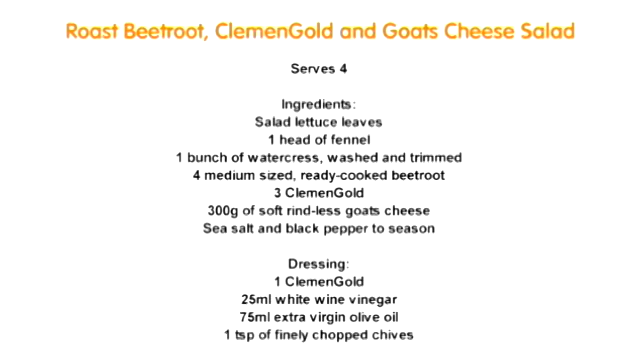 Roast Beetroot, ClemenGold and Goats Cheese Salad
Serves 4
Ingredients:
Salad lettuce leaves
1 head of fennel
1 bunch of watercress, washed and trimmed
4 medium sized, ready-cooked beetroot
3 ClemenGold
300g of soft rind-less goats cheese
Sea salt and black pepper to season
Dressing:
1 ClemenGold
25ml white wine vinegar
75ml extra virgin olive oil
1 tsp of finely chopped chives